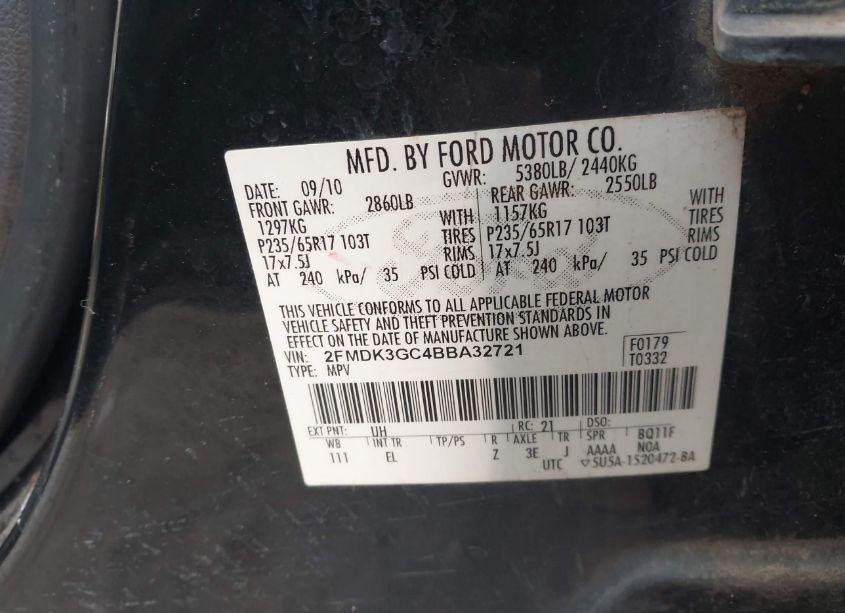 MFD. BY FORD MOTOR CO.
DATE: 09/10 GVWR: 5380LB/ 2440KG
FRONT GAWR: 2860LB REAR GAWR: 2550LB
1297KG WITH 1157KG WITH
P235/65R17 103T TIRES P235/65R17 103T TIRES
17x7.5J RIMS 17x7.5J RIMS
AT 240 kPa/ 35 PSI COLD AT 240 kPa/ 35 PSI COLD
THIS VEHICLE CONFORMS TO ALL APPLICABLE FEDERAL MOTOR
VEHICLE SAFETY AND THEFT PREVENTION STANDARDS IN
EFFECT ON THE DATE OF MANUFACTURE SHOWN ABOVE.
VIN: 2FMDK3GC4BBA32721 F0179
TYPE: MPV T0332
EXT PNT: UH RC: 21 DSO:
WB INT TR TP/PS R AXLE TR SPR BQ11F
111 EL Z 3E J AAAA N0A
UTC ▽5U5A-1520472-BA